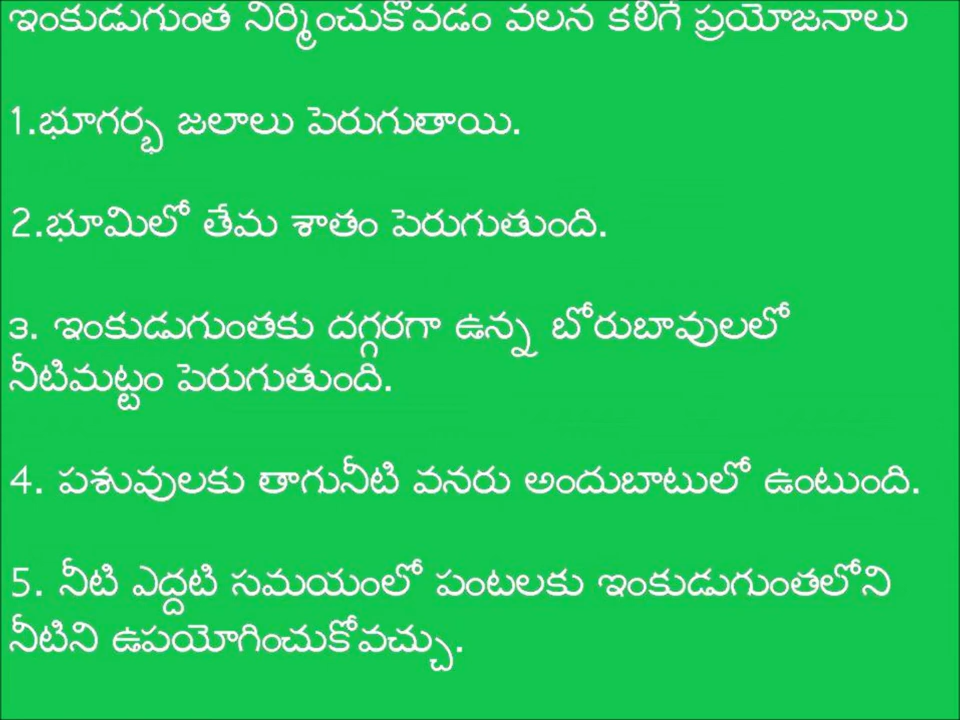 ఇంకుడుగుంత నిర్మించుకోవడం వలన కలిగే ప్రయోజనాలు
1.భూగర్భ జలాలు పెరుగుతాయి.
2.భూమిలో తేమ శాతం పెరుగుతుంది.
3. ఇంకుడుగుంతకు దగ్గరగా ఉన్న బోరుబావులలో
నీటిమట్టం పెరుగుతుంది.
4. పశువులకు తాగునీటి వనరు అందుబాటులో ఉంటుంది.
5. నీటి ఎద్దటి సమయంలో పంటలకు ఇంకుడుగుంతలోని
నీటిని ఉపయోగించుకోవచ్చు.